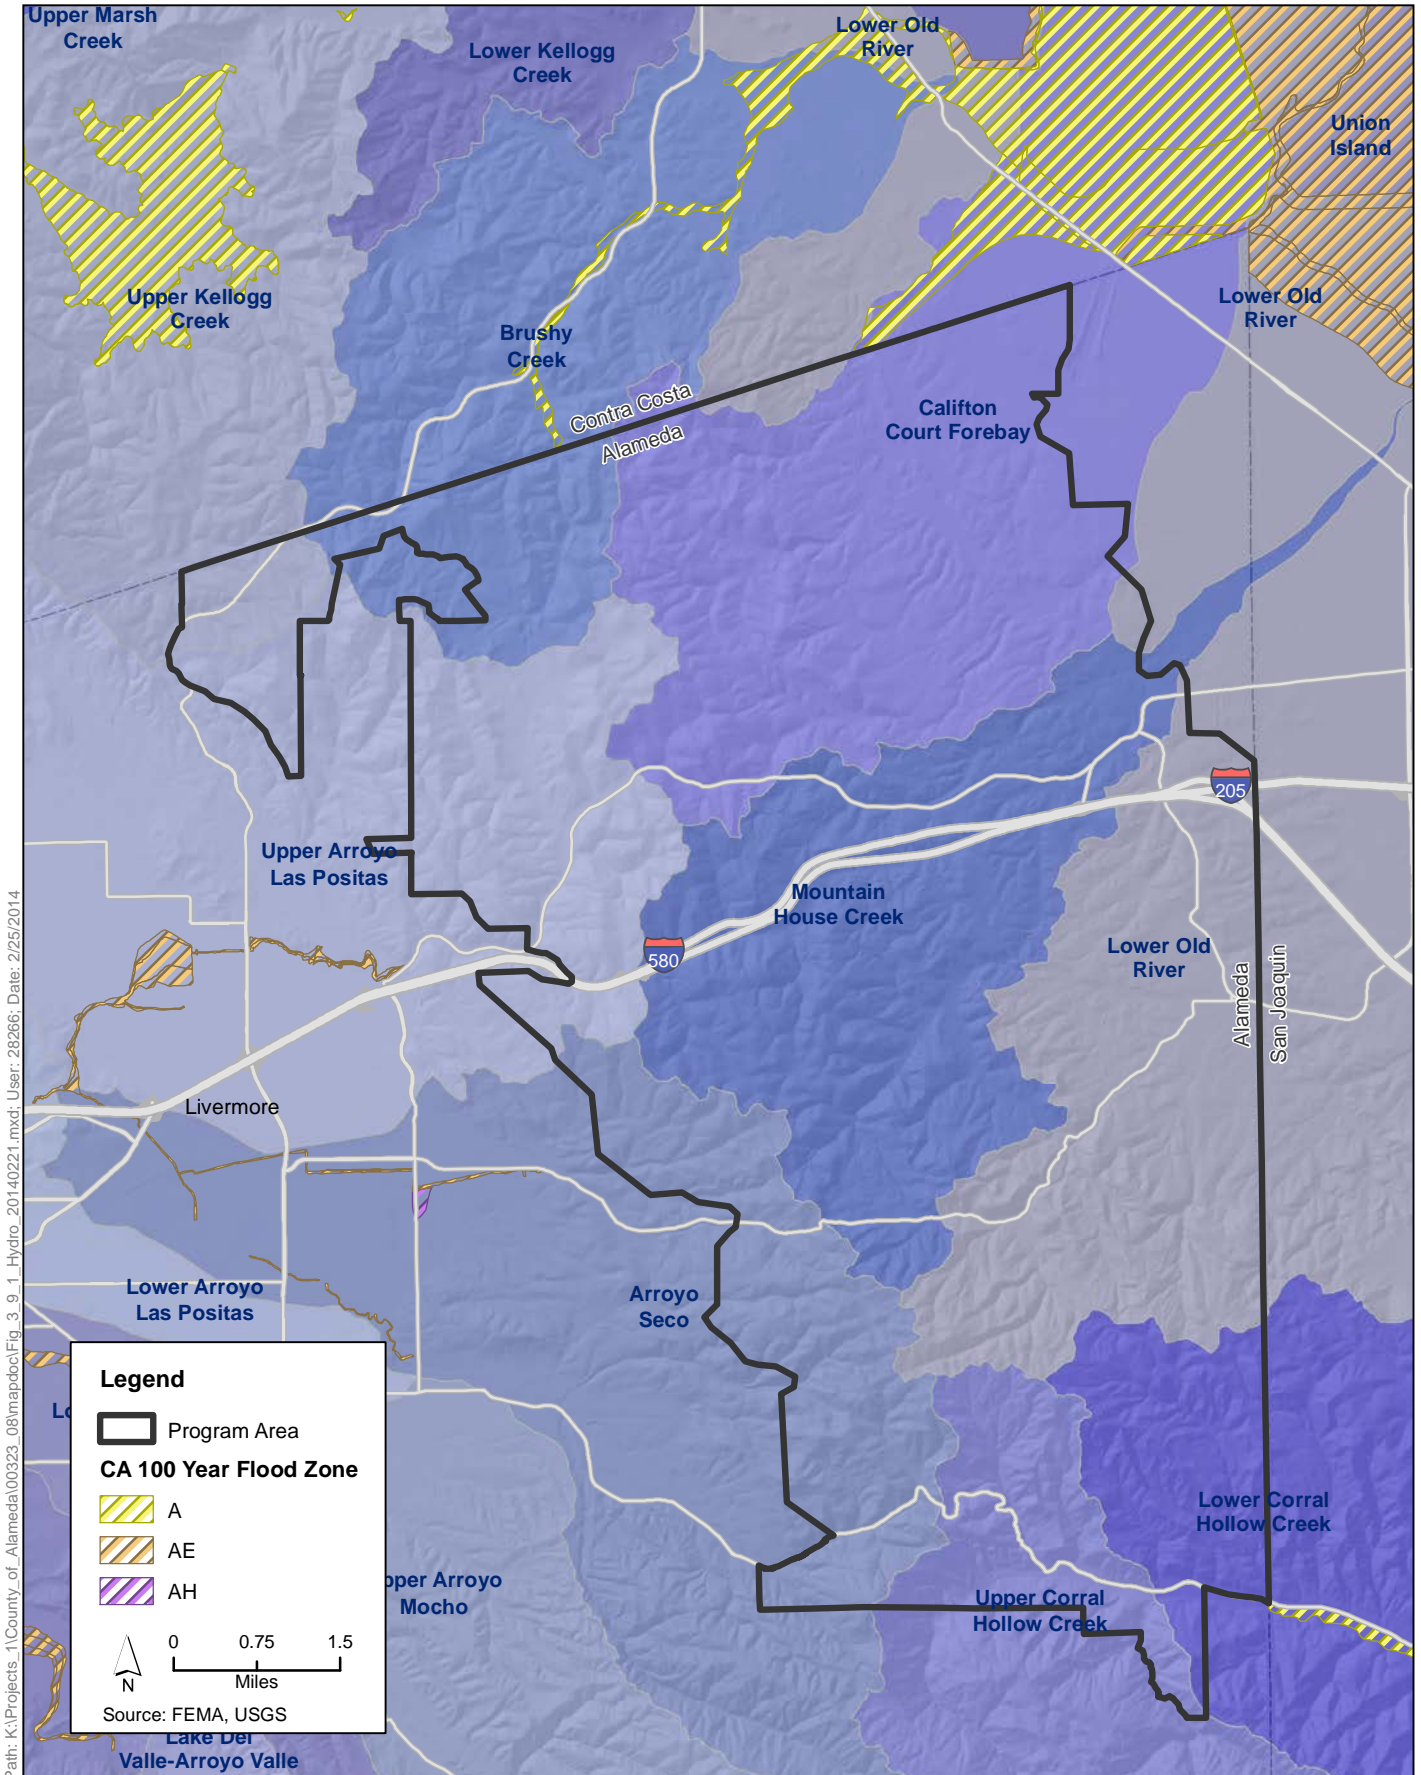 Upper Marsh
Creek
Lower Kellogg
Creek
Lower Old
River
Union
Island
Upper Kellogg
Creek
Brushy
Creek
Lower Old
River
Contra Costa
Alameda
Califton
Court Forebay
205
Upper Arroyo
Las Positas
Mountain
House Creek
580
Lower Old
River
Alameda
San Joaquin
Livermore
Lower Arroyo
Las Positas
Arroyo
Seco
Lo
Legend
Program Area
CA 100 Year Flood Zone
A
AE
AH
N
0 0.75 1.5
Miles
Source: FEMA, USGS
Lower Corral
Hollow Creek
pper Arroyo
Mocho
Upper Corral
Hollow Creek
Lake Del
Valle-Arroyo Valle
Path: K:\Projects_1\County_of_Alameda\00323_08\mapdoc\Fig_3_9_1_Hydro_20140221.mxd; User: 28266; Date: 2/25/2014